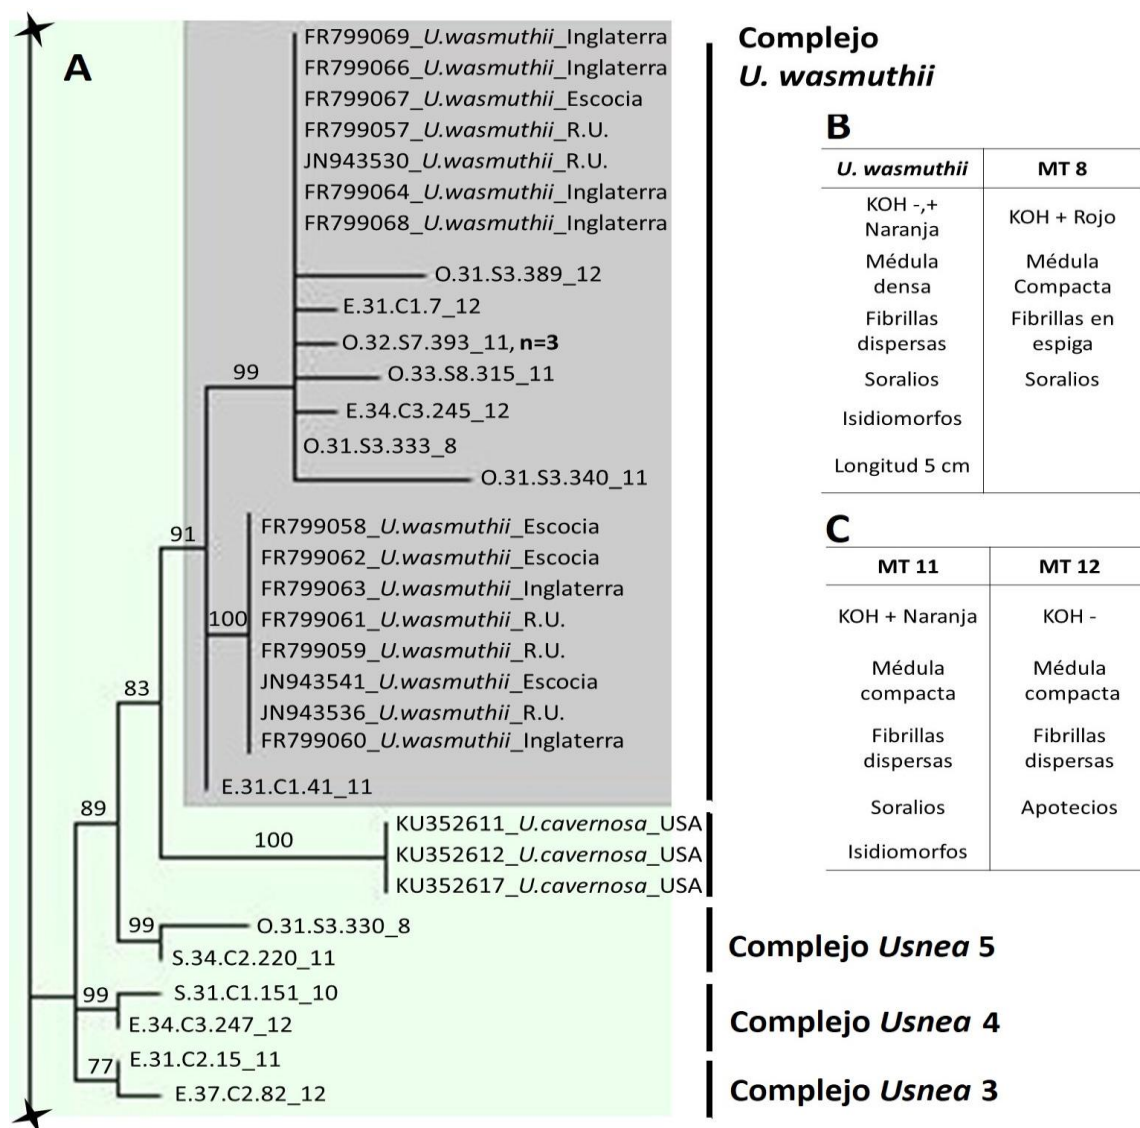 A
FR799069_U.wasmuthii_Inglaterra
FR799066_U.wasmuthii_Inglaterra
FR799067_U.wasmuthii_Escocia
FR799057_U.wasmuthii_R.U.
JN943530_U.wasmuthii_R.U.
FR799064_U.wasmuthii_Inglaterra
FR799068_U.wasmuthii_Inglaterra
O.31.S3.389_12
E.31.C1.7_12
O.32.S7.393_11, n=3
O.33.S8.315_11
E.34.C3.245_12
O.31.S3.333_8
O.31.S3.340_11
99
FR799058_U.wasmuthii_Escocia
FR799062_U.wasmuthii_Escocia
FR799063_U.wasmuthii_Inglaterra
FR799061_U.wasmuthii_R.U.
FR799059_U.wasmuthii_R.U.
JN943541_U.wasmuthii_Escocia
JN943536_U.wasmuthii_R.U.
FR799060_U.wasmuthii_Inglaterra
91
100
E.31.C1.41_11
83
KU352611_U.cavernosa_USA
KU352612_U.cavernosa_USA
KU352617_U.cavernosa_USA
89
100
99
O.31.S3.330_8
S.34.C2.220_11
99
S.31.C1.151_10
E.34.C3.247_12
77
E.31.C2.15_11
E.37.C2.82_12
Complejo
U. wasmuthii
Complejo Usnea 5
Complejo Usnea 4
Complejo Usnea 3
B
U. wasmuthii MT 8
KOH -,+
Naranja
KOH + Rojo
Médula
densa
Médula
Compacta
Fibrillas
dispersas
Fibrillas en
espiga
Soralios
Soralios
Isidiomorfos
Longitud 5 cm
C
MT 11 MT 12
KOH + Naranja
KOH -
Médula
compacta
Médula
compacta
Fibrillas
dispersas
Fibrillas
dispersas
Soralios
Apotecios
Isidiomorfos